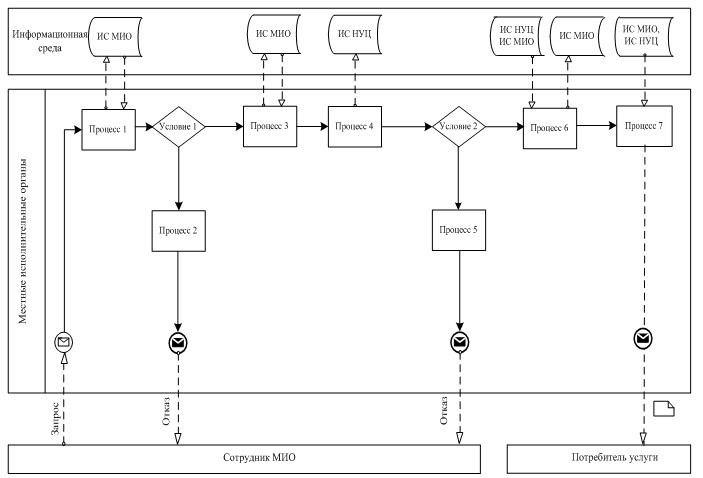 Информационная
среда
ИС МИО
ИС МИО
ИС НУЦ
ИС НУЦ
ИС МИО
ИС МИО
ИС МИО,
ИС НУЦ
Местные исполнительные органы
Процесс 1
Условие 1
Процесс 3
Процесс 4
Условие 2
Процесс 6
Процесс 7
Процесс 2
Процесс 5
Запрос
Отказ
Отказ
Сотрудник МИО
Потребитель услуги